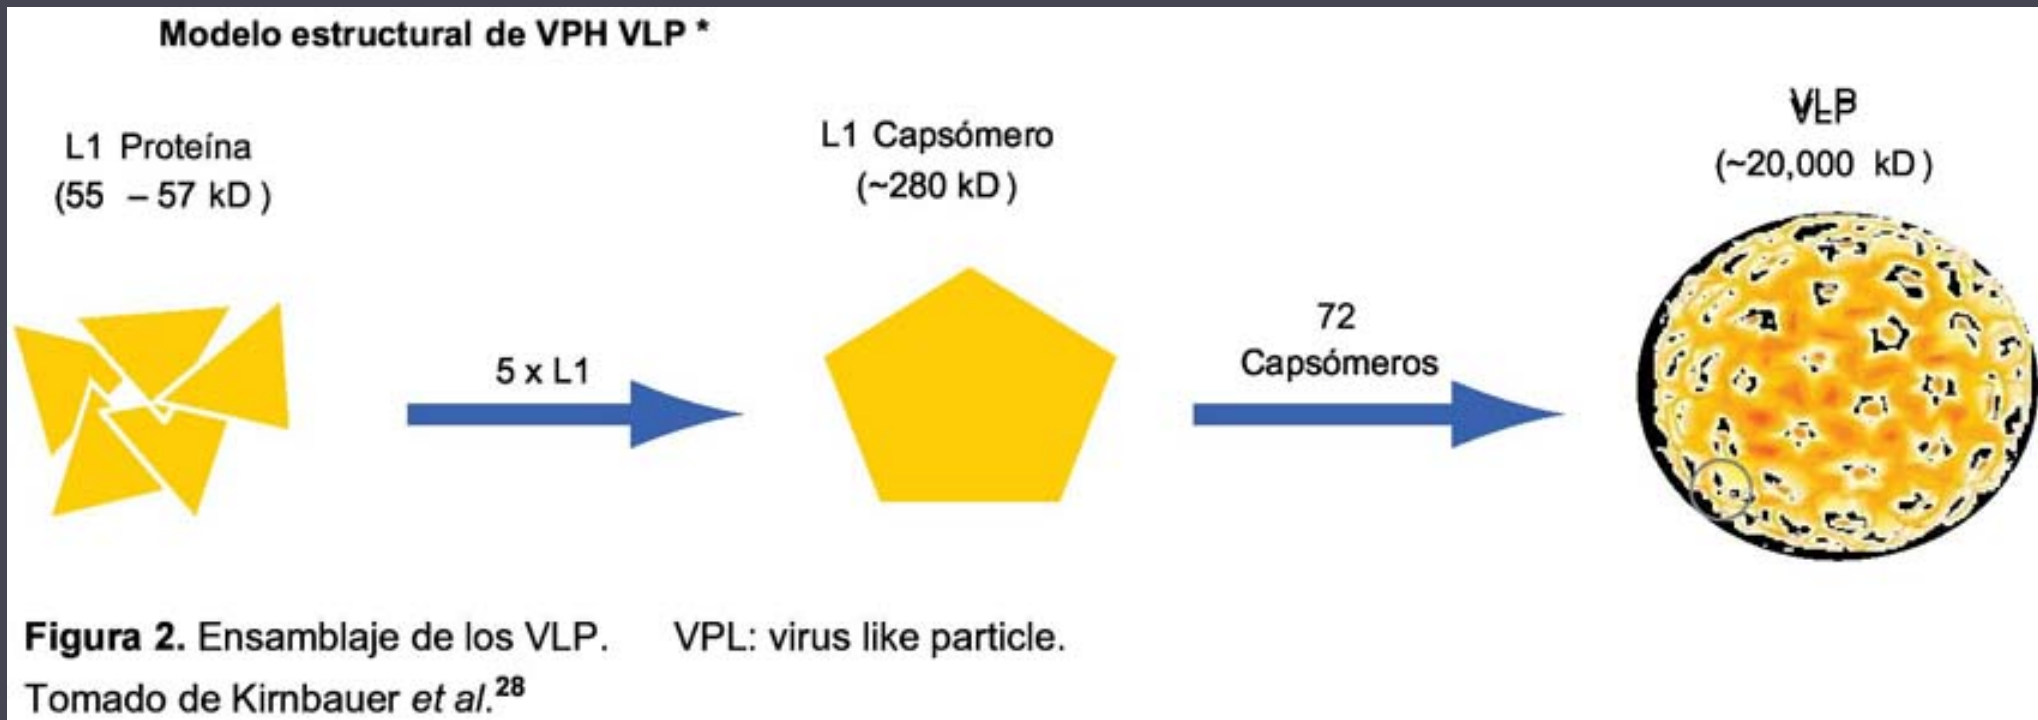 Modelo estructural de VPH VLP *
L1 Proteína
(55 – 57 kD )
5 x L1
L1 Capsómero
(~280 kD )
72
Capsómeros
VLP
(~20,000 kD )
Figura 2. Ensamblaje de los VLP. VPL: virus like particle.
Tomado de Kirnbauer et al.28